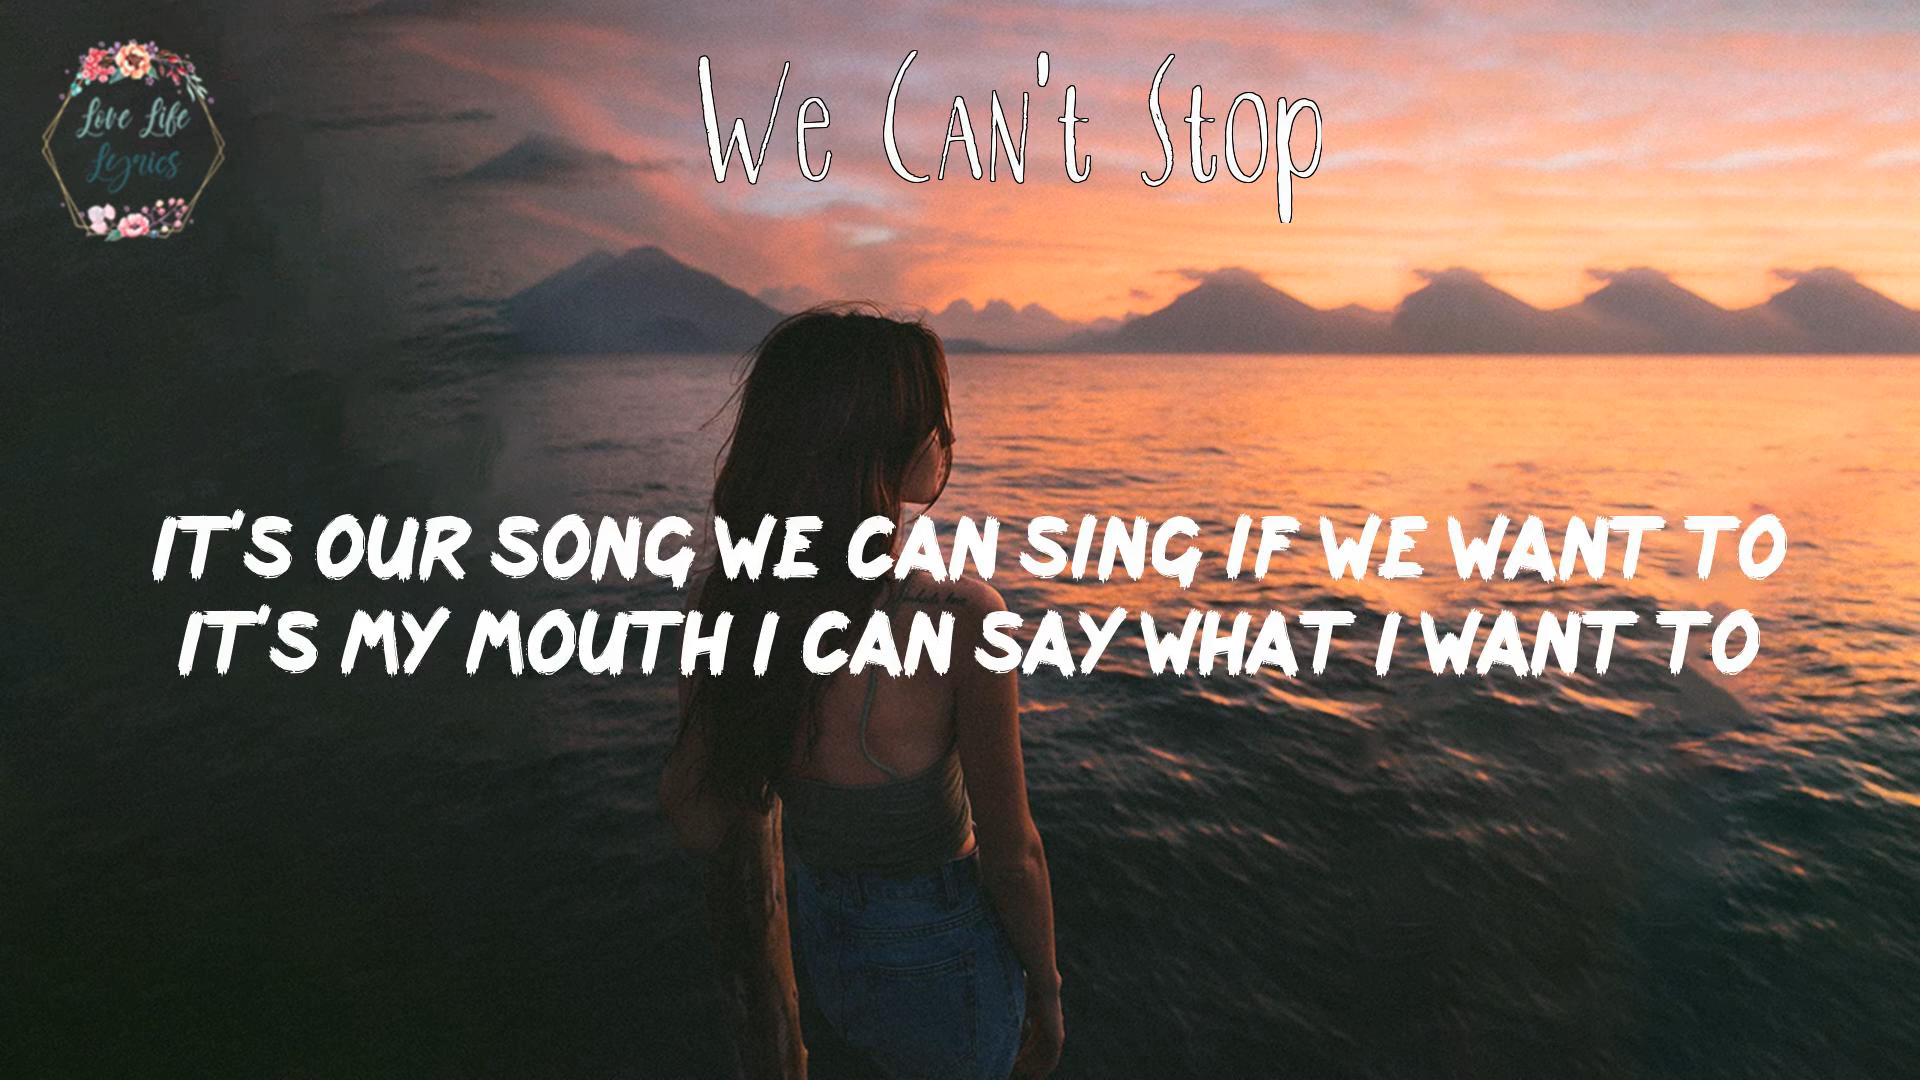 Love Life
Lyrics
We Can't Stop
IT'S OUR SONG WE CAN SING IF WE WANT TO
IT'S MY MOUTH I CAN SAY WHAT I WANT TO